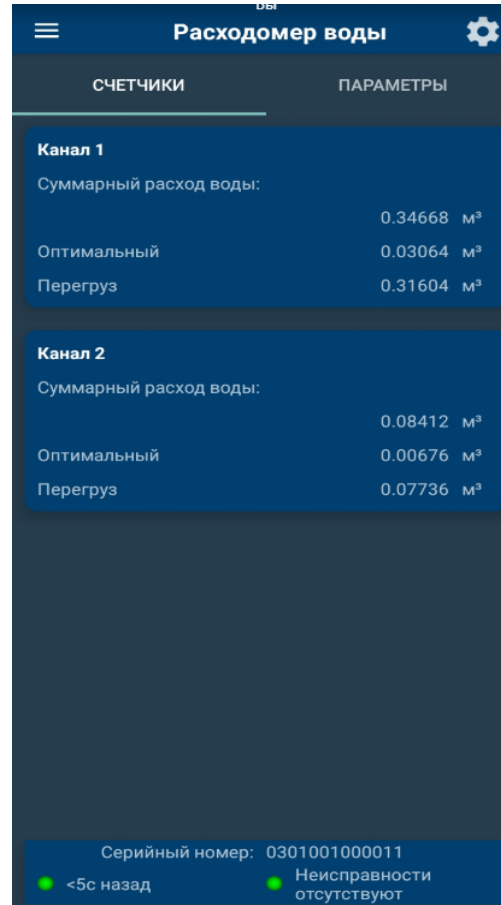 Расходомер воды
СЧЕТЧИКИ ПАРАМЕТРЫ
Канал 1
Суммарный расход воды:
0.34668 м³
Оптимальный 0.03064 м³
Перегруз 0.31604 м³
Канал 2
Суммарный расход воды:
0.08412 м³
Оптимальный 0.00676 м³
Перегруз 0.07736 м³
Серийный номер: 0301001000011
<5с назад Неисправности
отсутствуют